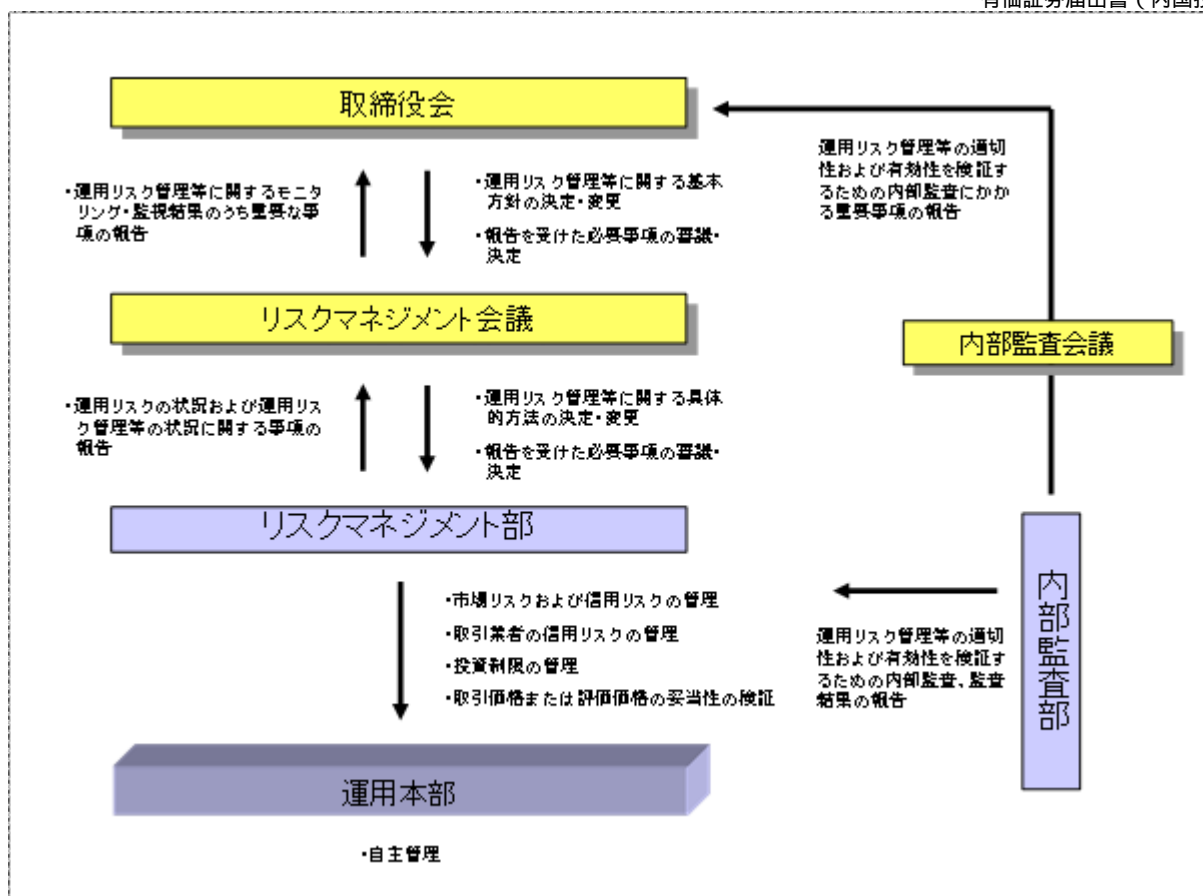 有価証券届出書（内国投
取締役会
・運用リスク管理等に関するモニ
タリング・監視結果のうち重要な事
項の報告
・運用リスク管理等に関する基本
方針の決定・変更
・報告を受けた必要事項の審議・
決定
運用リスク管理等の適切
性および有効性を検証す
るための内部監査にかか
る重要事項の報告
リスクマネジメント会議
内部監査会議
・運用リスクの状況および運用リス
ク管理等の状況に関する事項の
報告
・運用リスク管理等に関する具体
的方法の決定・変更
・報告を受けた必要事項の審議・
決定
リスクマネジメント部
・市場リスクおよび信用リスクの管理
・取引業者の信用リスクの管理
・投資制限の管理
・取引価格または評価価格の妥当性の検証
運用リスク管理等の適切
性および有効性を検証す
るための内部監査、監査
結果の報告
内部監査部
運用本部
・自主管理